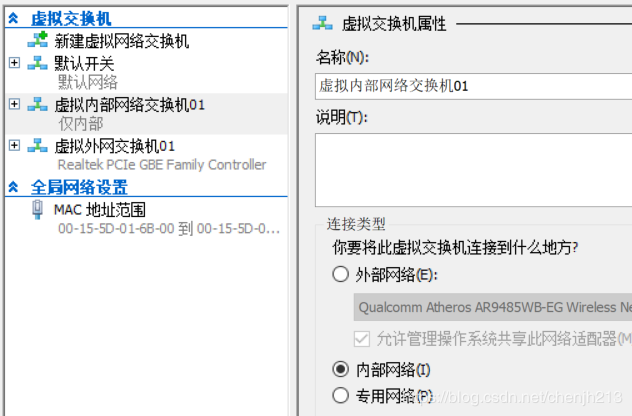 虚拟交换机
新建虚拟网络交换机
默认开关
默认网络
虚拟内部网络交换机01
仅内部
虚拟外网交换机01
Realtek PCIe GBE Family Controller
全局网络设置
MAC 地址范围
00-15-5D-01-6B-00 到 00-15-5D-0...
虚拟交换机属性
名称(N):
虚拟内部网络交换机01
说明(T):
连接类型
你要将此虚拟交换机连接到什么地方?
外部网络(E):
Qualcomm Atheros AR9485WB-EG Wireless Ne
允许管理操作系统共享此网络适配器(M
内部网络(I)
专用网络(P)
https://blog.csdn.net/chenjh213